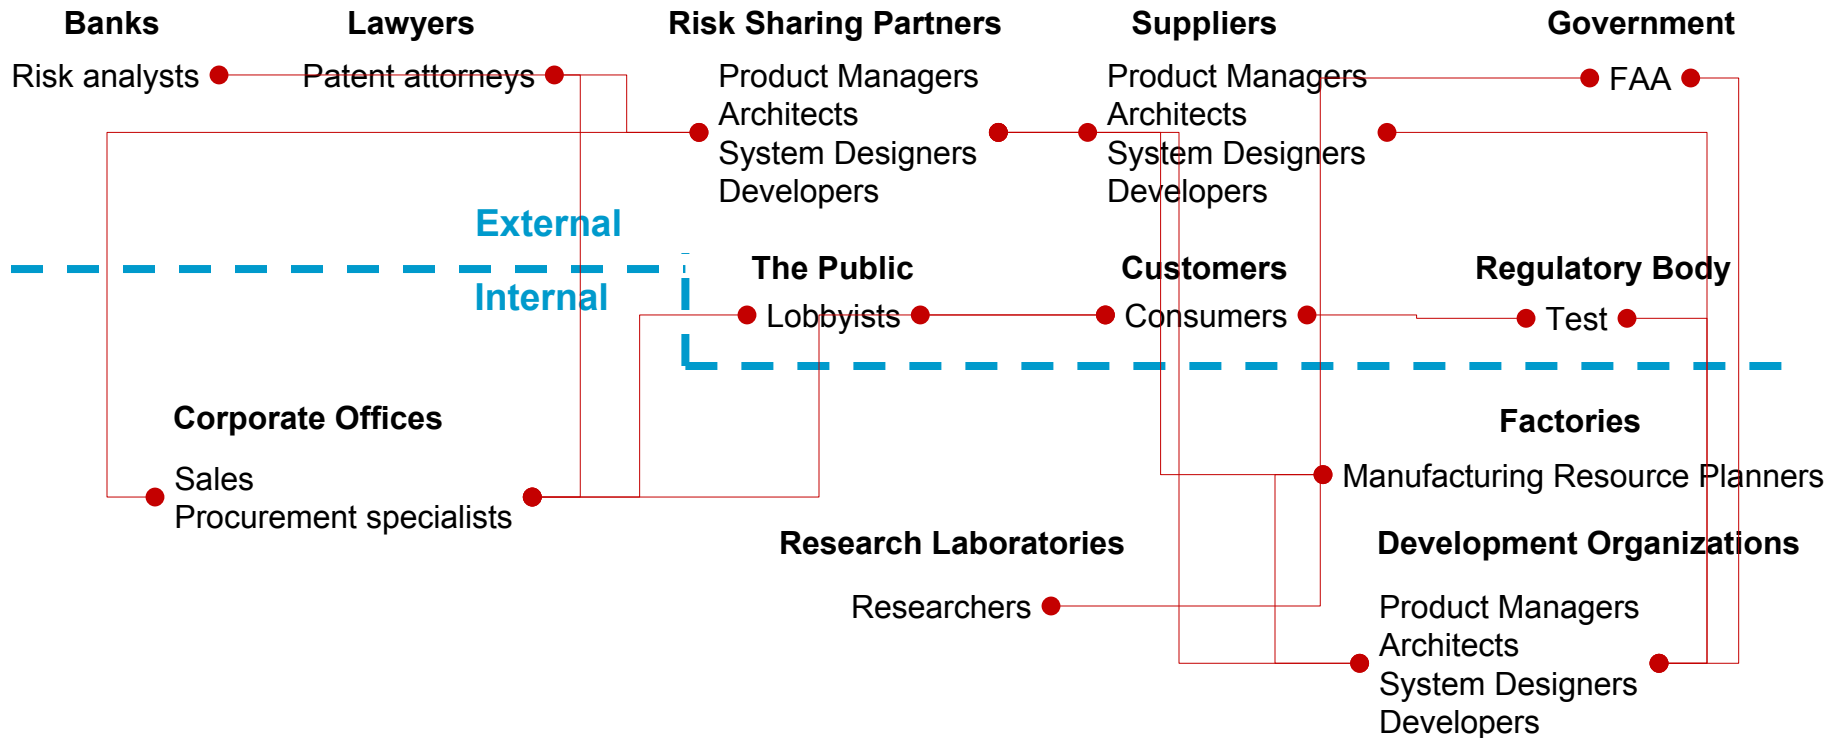 Banks
Risk analysts
Lawyers
Patent attorneys
Risk Sharing Partners
Product Managers
Architects
System Designers
Developers
Suppliers
Product Managers
Architects
System Designers
Developers
Government
FAA
External
Internal
The Public
Lobbyists
Customers
Consumers
Regulatory Body
Test
Corporate Offices
Sales
Procurement specialists
Factories
Manufacturing Resource Planners
Research Laboratories
Researchers
Development Organizations
Product Managers
Architects
System Designers
Developers